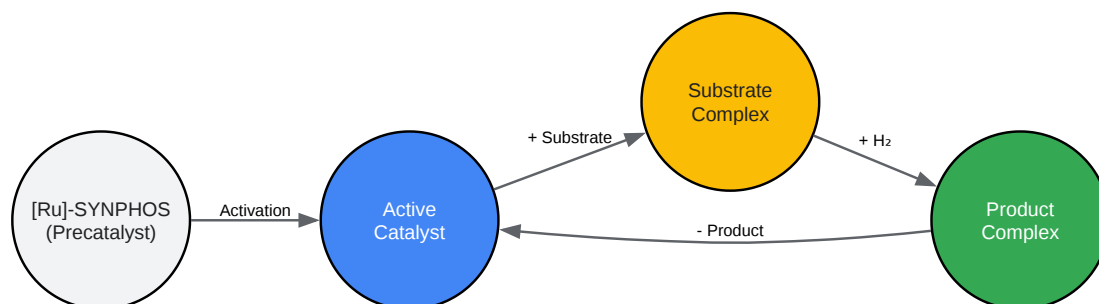 [Ru]-SYNPHOS
(Precatalyst)
Activation
Active
Catalyst
+ Substrate
Substrate
Complex
+ H₂
Product
Complex
- Product